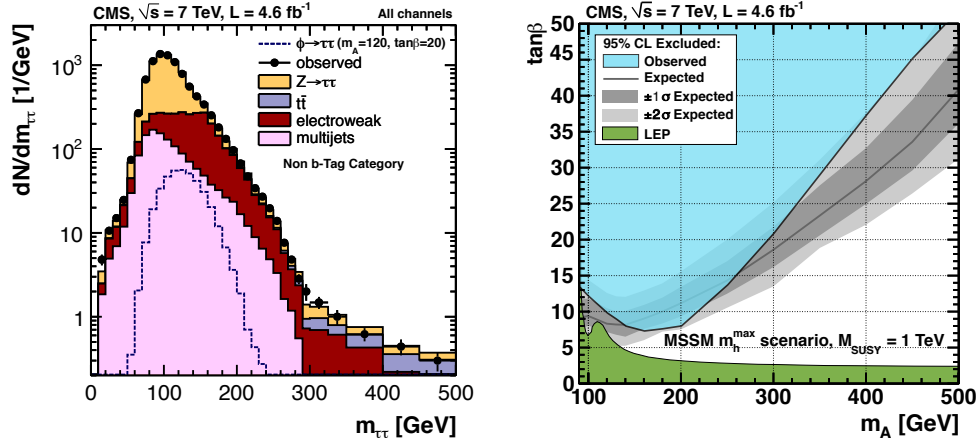 CMS, √s = 7 TeV, L = 4.6 fb⁻¹ All channels
dN/dm_ττ [1/GeV]
ϕ→ττ (m_A=120, tanβ=20)
observed
Z→ττ
tt̄
electroweak
multijets
Non b-Tag Category
10³
10²
10
1
0 100 200 300 400 500
m_ττ [GeV]
CMS, √s = 7 TeV, L = 4.6 fb⁻¹
tanβ
50
45
40
35
30
25
20
15
10
5
0
95% CL Excluded:
Observed
Expected
±1σ Expected
±2σ Expected
LEP
MSSM m_h^max scenario, M_SUSY = 1 TeV
100 200 300 400 500
m_A [GeV]